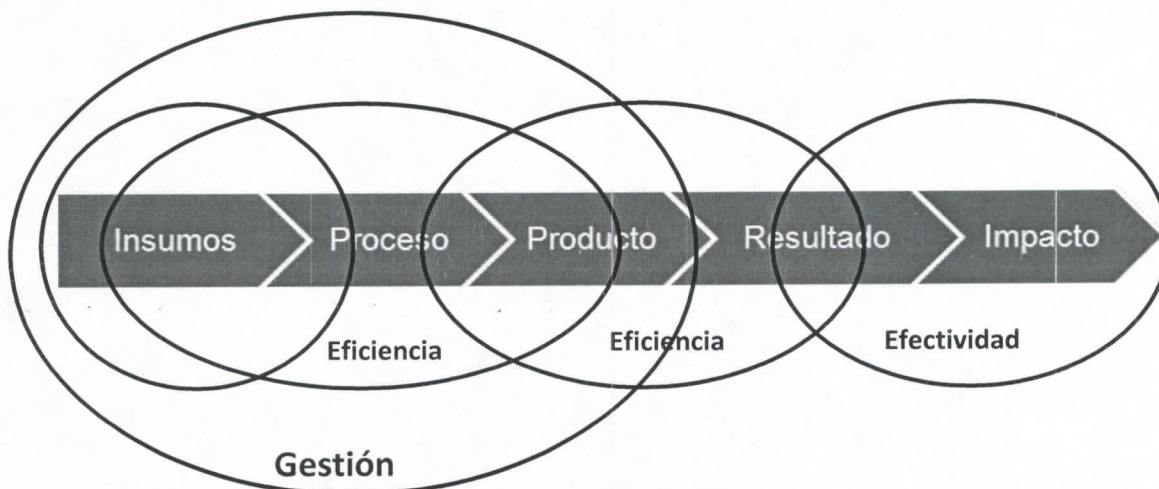 Insumos Proceso Producto Resultado Impacto
Eficiencia Eficiencia Efectividad
Gestión